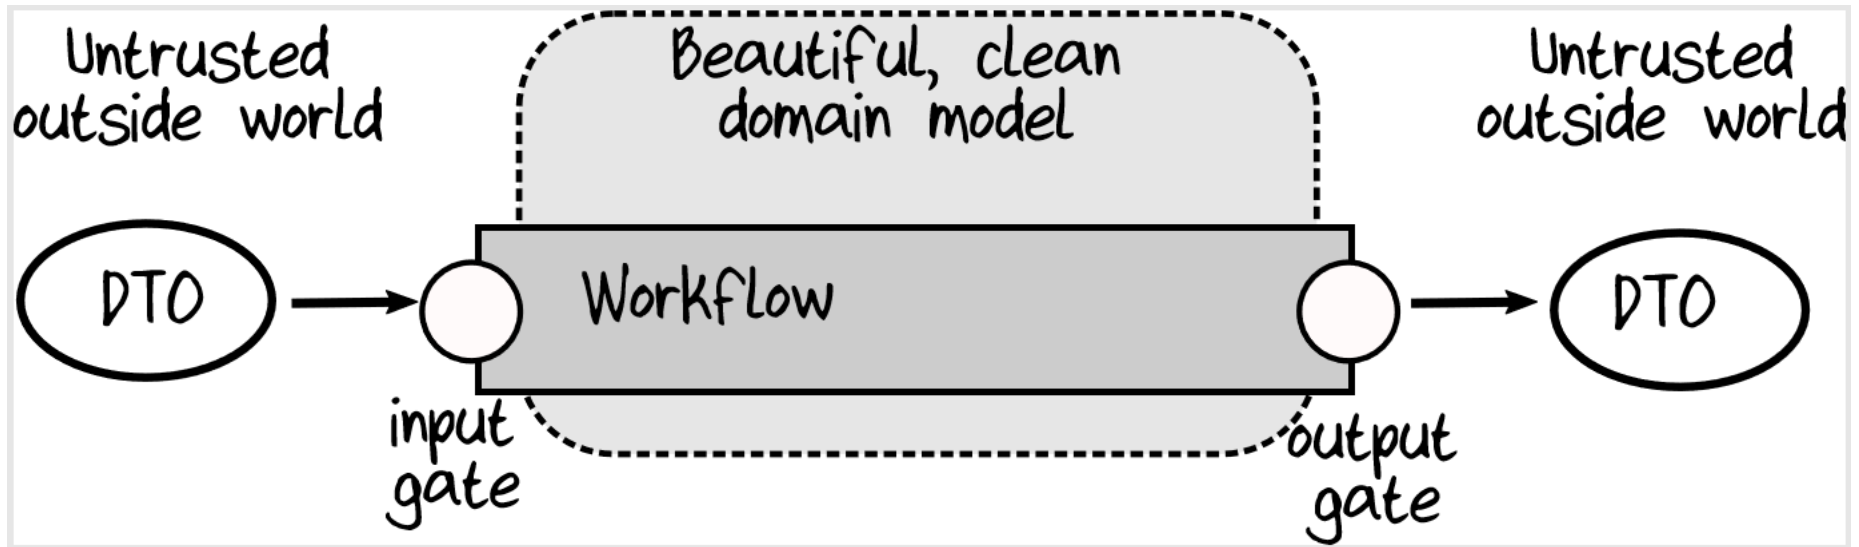 Untrusted
outside world
Beautiful, clean
domain model
Untrusted
outside world
DTO
Workflow
DTO
input
gate
output
gate